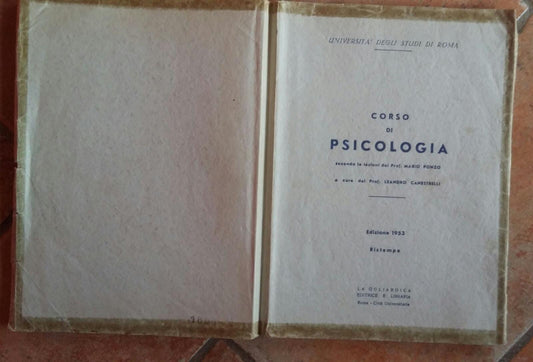 UNIVERSITA' DEGLI STUDI DI ROMA
CORSO
DI
PSICOLOGIA
secondo le lezioni del Prof. MARIO PONZO
a cura del Prof. LEANDRO CANESTRELLI
Edizione 1953
Ristampa
LA GOLIARDICA
EDITRICE E LIBRARIA
Roma - Città Universitaria